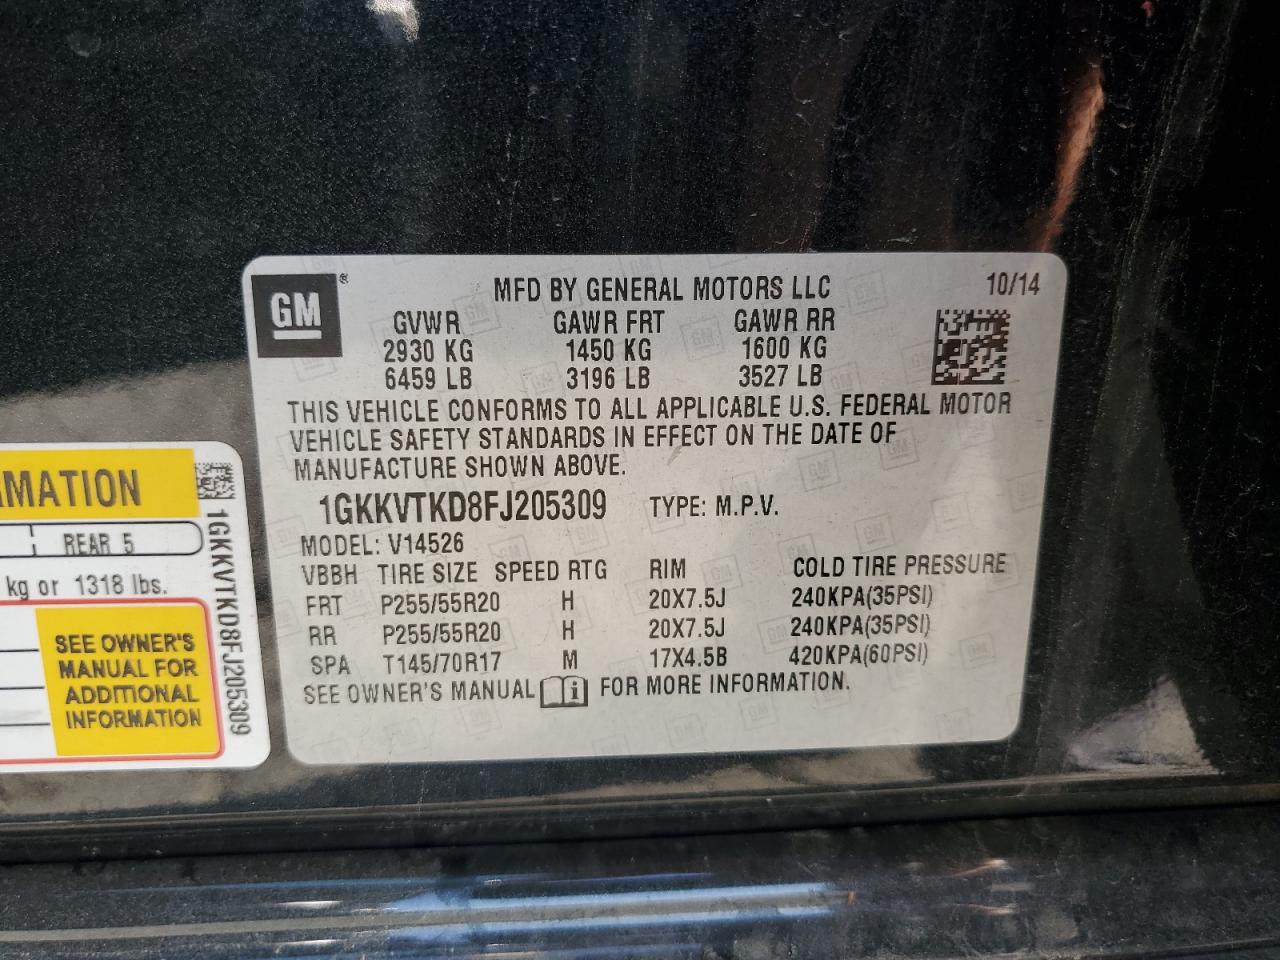 GM ®
MFD BY GENERAL MOTORS LLC 10/14
GVWR GAWR FRT GAWR RR
2930 KG 1450 KG 1600 KG
6459 LB 3196 LB 3527 LB
THIS VEHICLE CONFORMS TO ALL APPLICABLE U.S. FEDERAL MOTOR
VEHICLE SAFETY STANDARDS IN EFFECT ON THE DATE OF
MANUFACTURE SHOWN ABOVE.
1GKKVTKD8FJ205309 TYPE: M.P.V.
MODEL: V14526
VBBH TIRE SIZE SPEED RTG RIM COLD TIRE PRESSURE
FRT P255/55R20 H 20X7.5J 240KPA(35PSI)
RR P255/55R20 H 20X7.5J 240KPA(35PSI)
SPA T145/70R17 M 17X4.5B 420KPA(60PSI)
SEE OWNER'S MANUAL FOR MORE INFORMATION.
RMATION
REAR 5
kg or 1318 lbs.
SEE OWNER'S
MANUAL FOR
ADDITIONAL
INFORMATION
1GKKVTKD8FJ205309